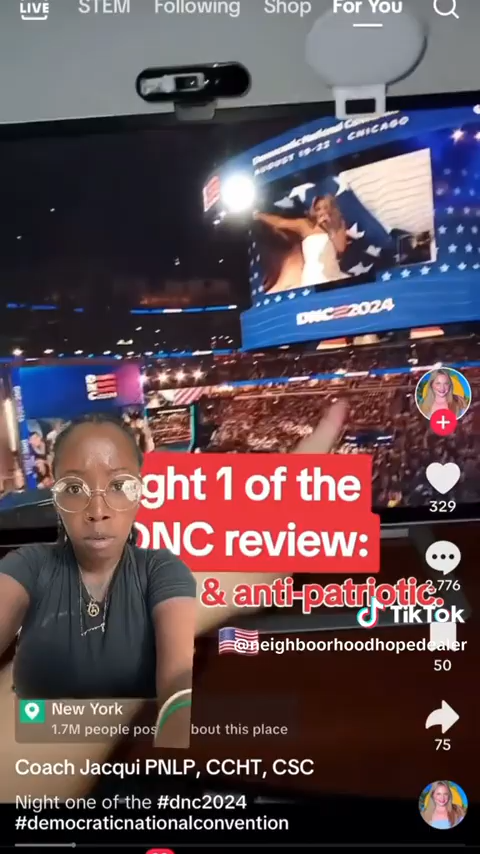 LIVE
STEM Following Shop For You
Democratic National Convention
AUGUST 19-22 • CHICAGO
DNC 2024
329
ght 1 of the
DNC review:
& anti-patriotic.
2,776
TikTok
@neighboorhoodhopedealer
50
New York
1.7M people pos bout this place
75
Coach Jacqui PNLP, CCHT, CSC
Night one of the #dnc2024
#democraticnationalconvention